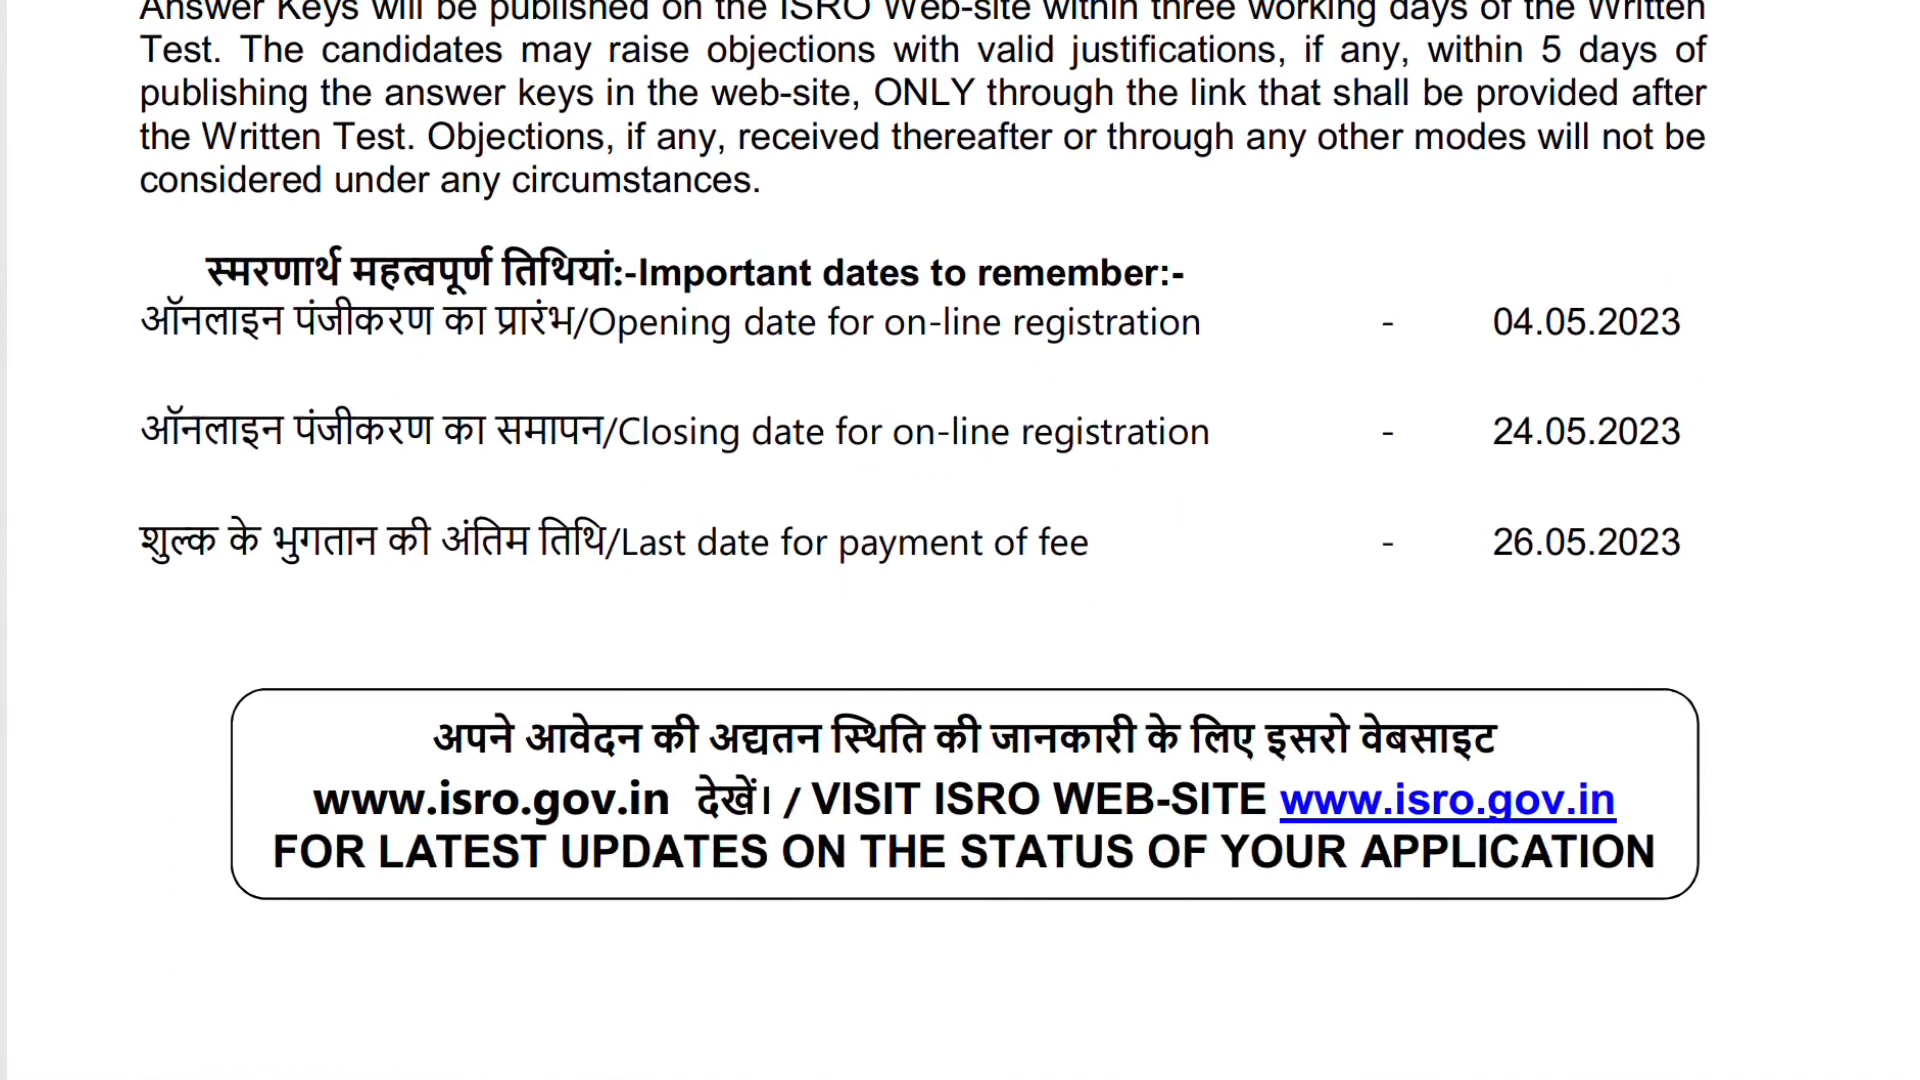 Answer Keys will be published on the ISRO Web-site within three working days of the Written
Test. The candidates may raise objections with valid justifications, if any, within 5 days of
publishing the answer keys in the web-site, ONLY through the link that shall be provided after
the Written Test. Objections, if any, received thereafter or through any other modes will not be
considered under any circumstances.
स्मरणार्थ महत्वपूर्ण तिथियां:-Important dates to remember:-
ऑनलाइन पंजीकरण का प्रारंभ/Opening date for on-line registration - 04.05.2023
ऑनलाइन पंजीकरण का समापन/Closing date for on-line registration - 24.05.2023
शुल्क के भुगतान की अंतिम तिथि/Last date for payment of fee - 26.05.2023
अपने आवेदन की अद्यतन स्थिति की जानकारी के लिए इसरो वेबसाइट
www.isro.gov.in देखें। / VISIT ISRO WEB-SITE www.isro.gov.in
FOR LATEST UPDATES ON THE STATUS OF YOUR APPLICATION